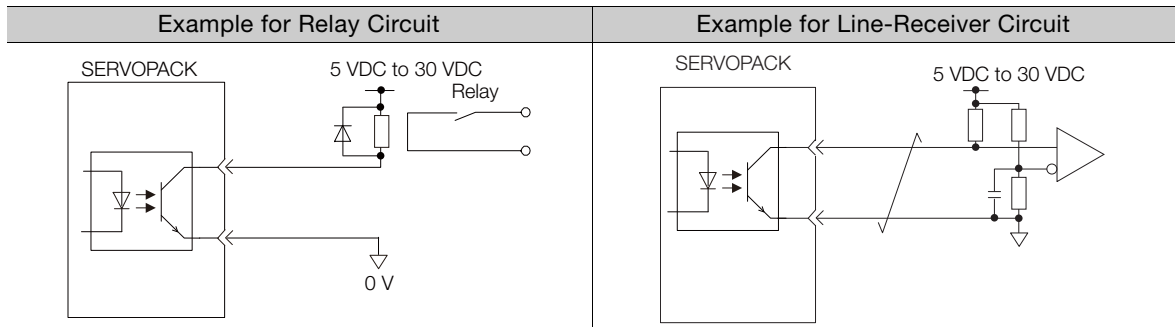 Example for Relay Circuit
Example for Line-Receiver Circuit
SERVOPACK
5 VDC to 30 VDC
Relay
0 V
SERVOPACK
5 VDC to 30 VDC